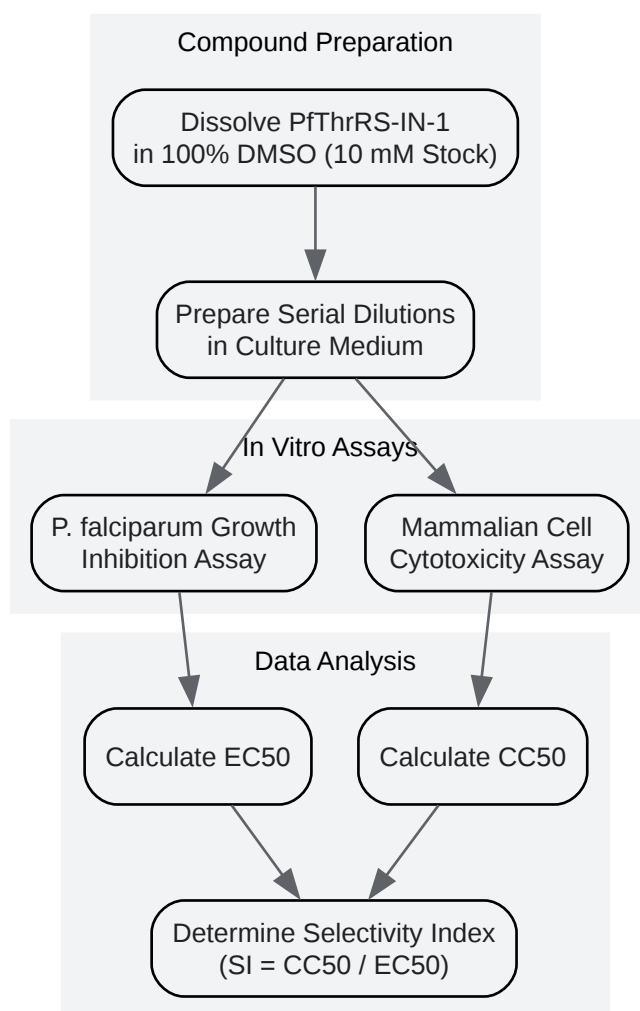 Compound Preparation
Dissolve PfThrRS-IN-1
in 100% DMSO (10 mM Stock)
Prepare Serial Dilutions
in Culture Medium
In Vitro Assays
P. falciparum Growth
Inhibition Assay
Mammalian Cell
Cytotoxicity Assay
Data Analysis
Calculate EC50
Calculate CC50
Determine Selectivity Index
(SI = CC50 / EC50)